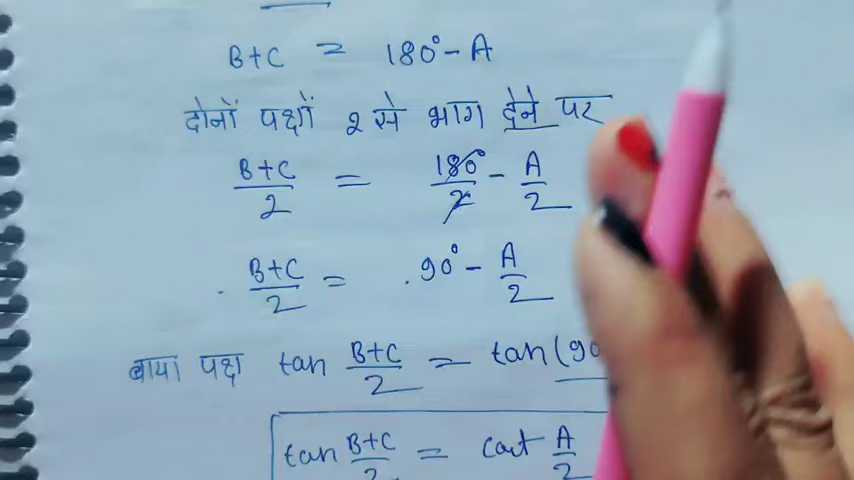 B+C = 180° - A
दोनों पक्षों 2 से भाग देने पर
B+C/2 = 180°/2 - A/2
. B+C/2 = . 90° - A/2
बाया पक्ष tan B+C/2 = tan (90
tan B+C/2 = cot A/2